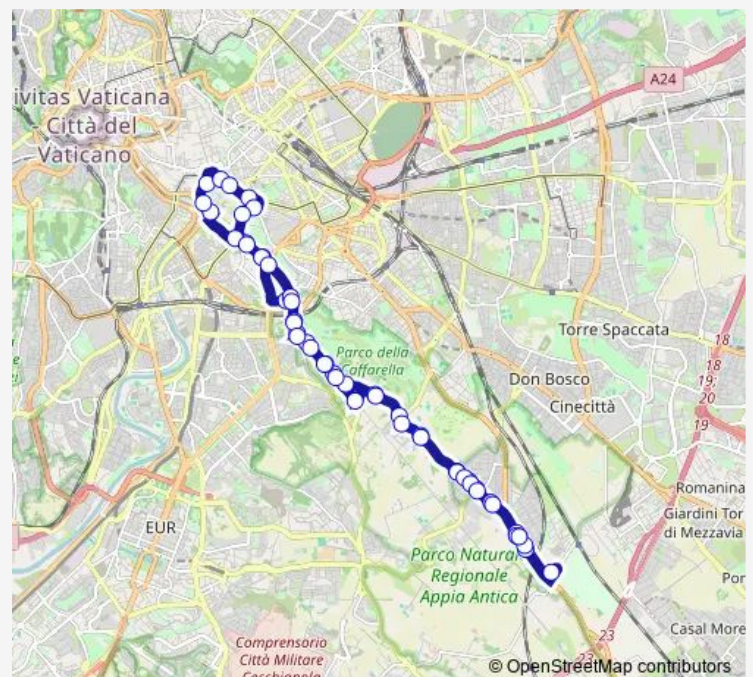 A24
ivitas Vaticana
Città del
Vaticano
Torre Spaccata
18
18;
19;
20
19
Parco della
Caffarella
Don Bosco
Cinecittà
Romanina
Giardini Tor
di Mezzavia
EUR
Parco Natural
Regionale
Appia Antica
Por
Casal More
23
23
Comprensorio
Città Militare
Cecchignola
© OpenStreetMap contributors